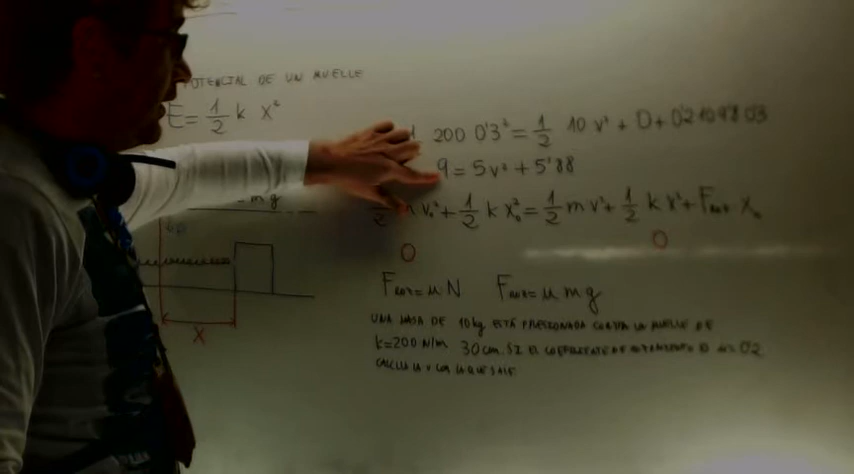 POTENCIAL DE UN MUELLE
E = 1/2 k x²
200 0'3² = 1/2 10 v² + 0 + 0'2 10 9'8 0'3
9 = 5v² + 5'88
mg
v₀² + 1/2 k x₀² = 1/2 m v² + 1/2 k x² + Froz x₀
0 0
Froz = μ N Froz = μ m g
x
UNA MASA DE 10kg ESTÁ PRESIONADA CONTRA UN MUELLE DE
k=200 N/m 30cm. SI EL COEFICIENTE DE ROZAMIENTO ES 0'2
CALCULA LA V CON LA QUE SALE